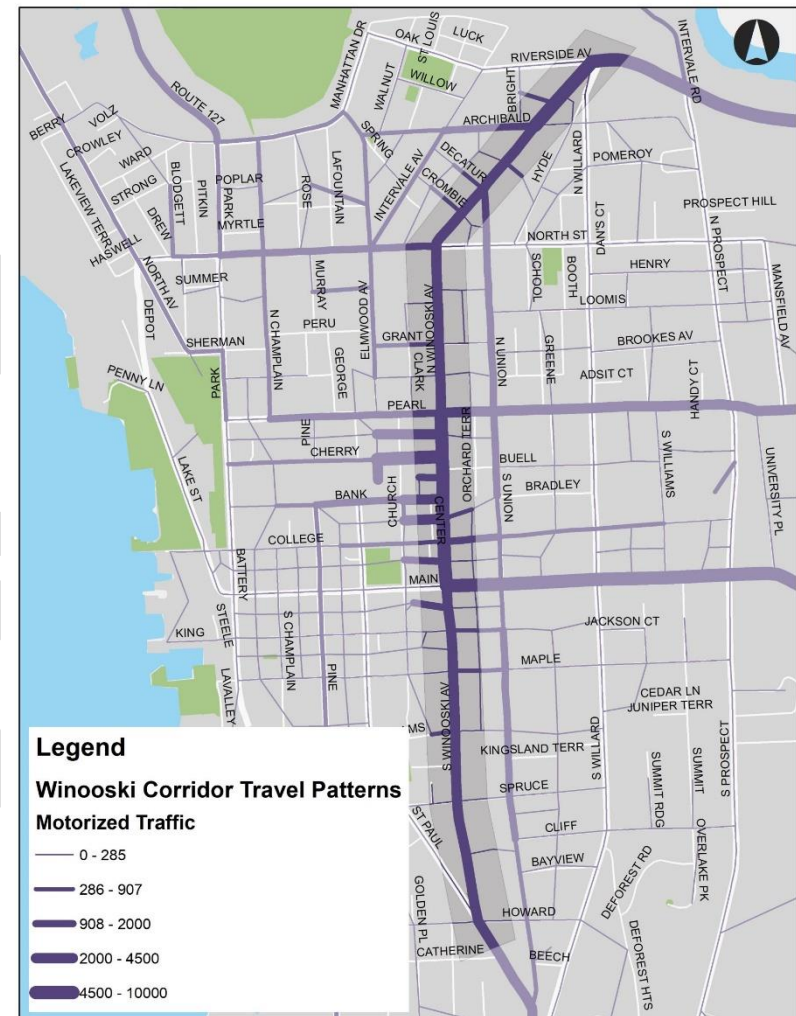 OAK
ST LOUIS
LUCK
RIVERSIDE AV
INTERVALE RD
MANHATTAN DR
WALNUT
WILLOW
BRIGHT
ROUTE 127
ARCHIBALD
SPRING
BERRY
VOLZ
CROWLEY
WARD
STRONG
LAKEVIEW TERR
HASWELL
BLODGETT
DREW
PITKIN
PARK
POPLAR
MYRTLE
ROSE
LAFOUNTAIN
INTERVALE AV
DECATUR
CROMBIE
HYDE
N WILLARD
POMEROY
PROSPECT HILL
N PROSPECT
NORTH ST
DAN'S CT
NORTH AV
DEPOT
SUMMER
SHERMAN
PENNY LN
PARK
N CHAMPLAIN
MURRAY
PERU
GEORGE
ELMWOOD AV
GRANT
CLARK
N WINOOSKI AV
N UNION
SCHOOL
BOOTH
HENRY
LOOMIS
MANSFIELD AV
GREENE
BROOKES AV
ADSIT CT
HANDY CT
PEARL
PINE
CHERRY
LAKE ST
BANK
CHURCH
CENTER
ORCHARD TERR
BUELL
BRADLEY
S UNION
S WILLIAMS
UNIVERSITY PL
COLLEGE
BATTERY
MAIN
KING
STEELE
LAVALLEY
S CHAMPLAIN
PINE
JACKSON CT
MAPLE
CEDAR LN
JUNIPER TERR
S WINOOSKI AV
MS
KINGSLAND TERR
S WILLARD
S PROSPECT
SUMMIT RDG
SUMMIT
SPRUCE
CLIFF
ST PAUL
BAYVIEW
OVERLAKE PK
DEFOREST RD
GOLDEN PL
HOWARD
CATHERINE
BEECH
DEFOREST HTS
Legend
Winooski Corridor Travel Patterns
Motorized Traffic
0 - 285
286 - 907
908 - 2000
2000 - 4500
4500 - 10000